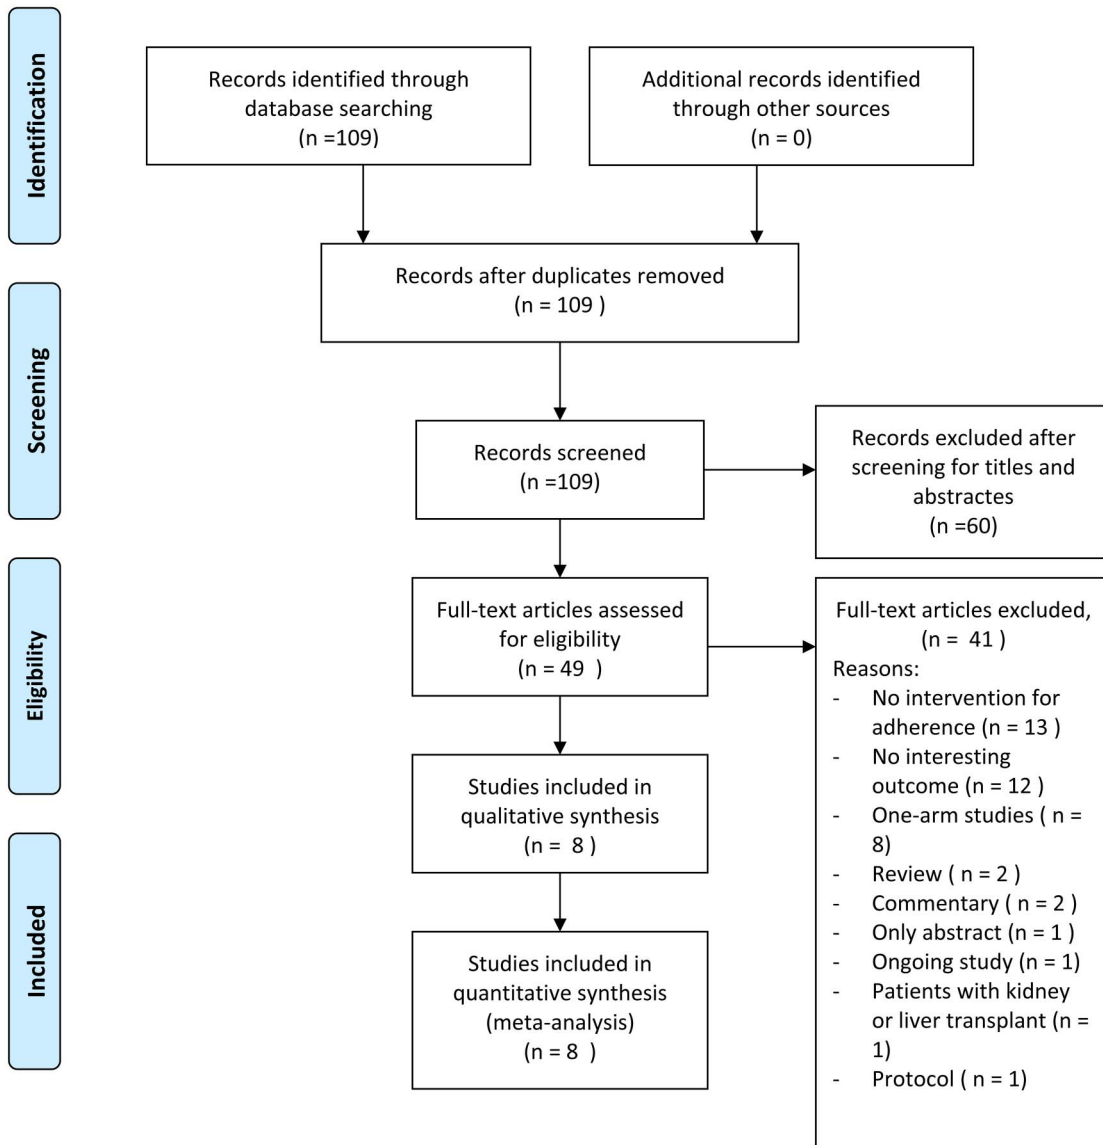 Identification
Records identified through
database searching
(n =109)
Additional records identified
through other sources
(n = 0)
Records after duplicates removed
(n = 109 )
Screening
Records screened
(n =109)
Records excluded after
screening for titles and
abstractes
(n =60)
Eligibility
Full-text articles assessed
for eligibility
(n = 49 )
Full-text articles excluded,
(n = 41 )
Reasons:
- No intervention for
adherence (n = 13 )
- No interesting
outcome (n = 12 )
- One-arm studies ( n =
8)
- Review ( n = 2 )
- Commentary ( n = 2 )
- Only abstract (n = 1 )
- Ongoing study (n = 1)
- Patients with kidney
or liver transplant (n =
1)
- Protocol ( n = 1)
Studies included in
qualitative synthesis
(n = 8 )
Included
Studies included in
quantitative synthesis
(meta-analysis)
(n = 8 )